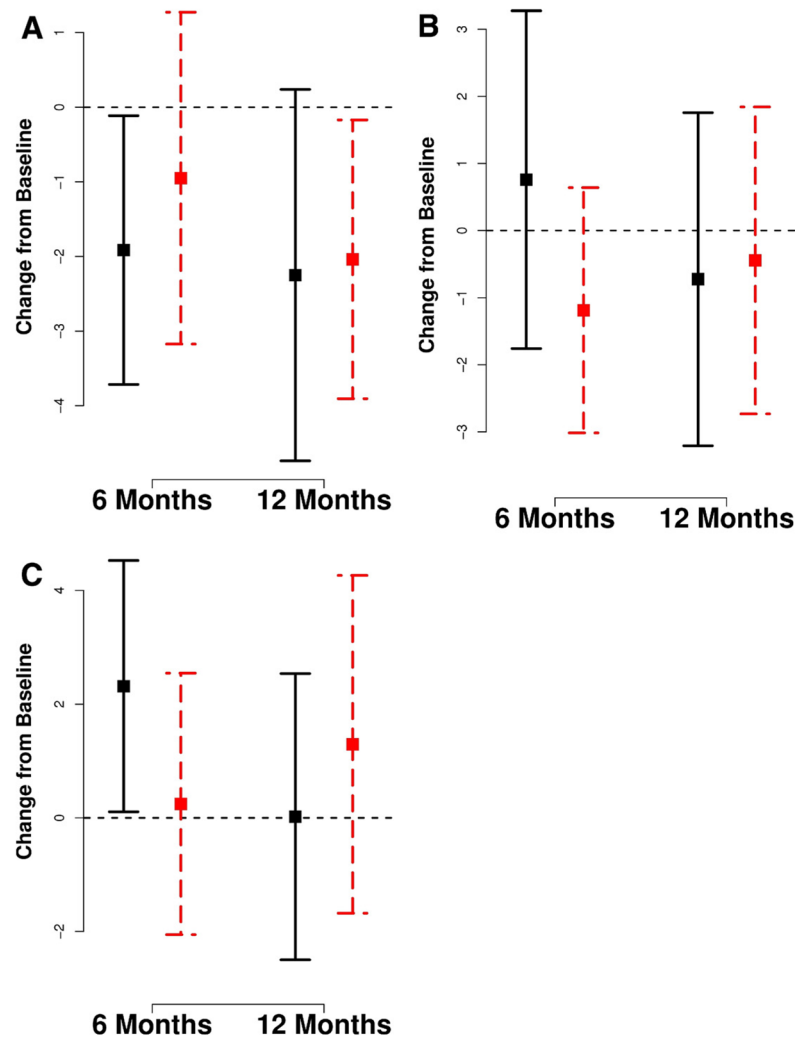 A
Change from Baseline
1
0
−1
−2
−3
−4
6 Months
12 Months
B
Change from Baseline
3
2
1
0
−1
−2
−3
6 Months
12 Months
C
Change from Baseline
4
2
0
−2
6 Months
12 Months